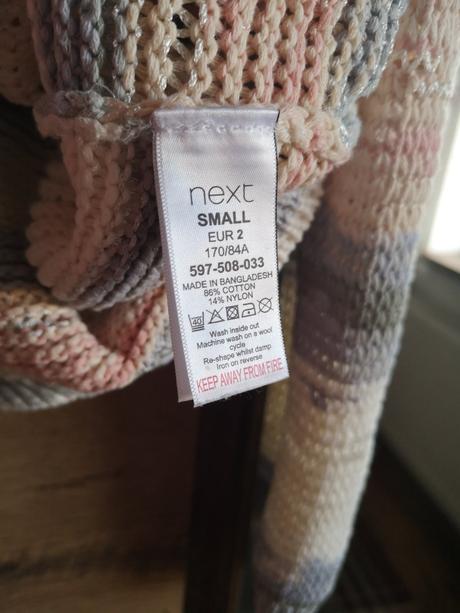 next
SMALL
EUR 2
170/84A
597-508-033
MADE IN BANGLADESH
86% COTTON
14% NYLON
40
Wash inside out
Machine wash on a wool
cycle
Re-shape whilst damp
Iron on reverse
KEEP AWAY FROM FIRE